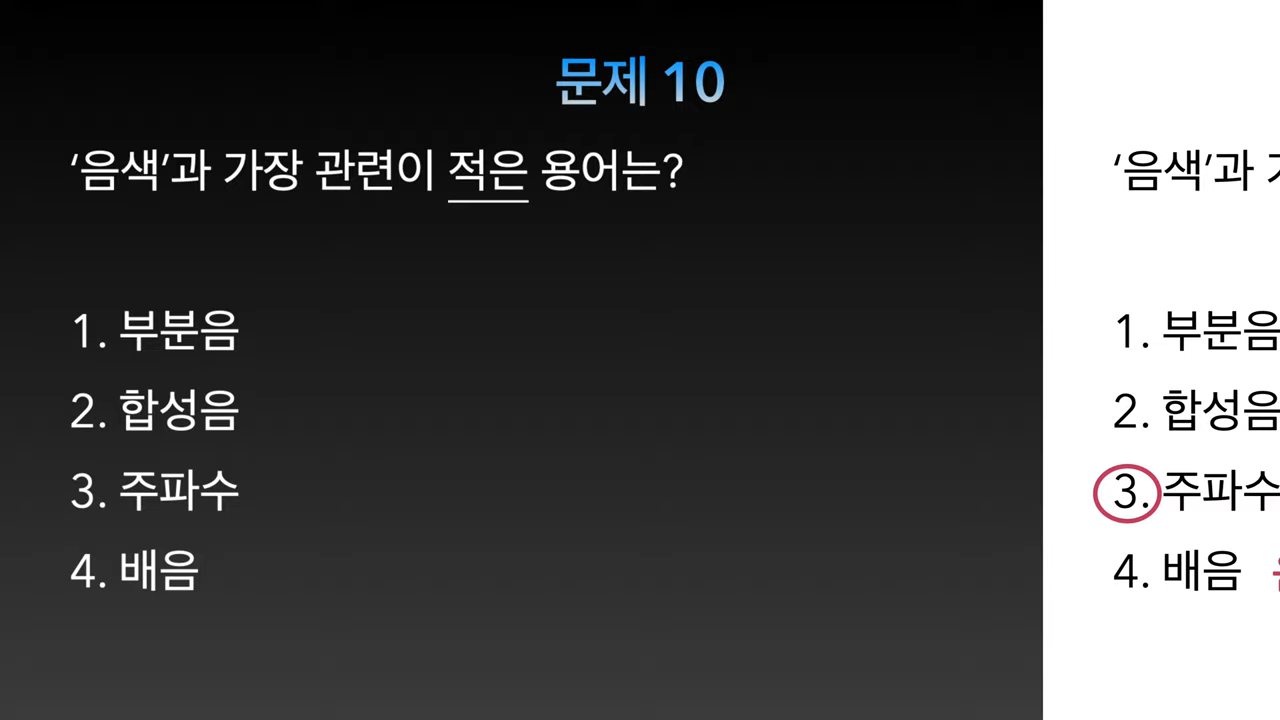 문제 10
‘음색’과 가장 관련이 적은 용어는?
1. 부분음
2. 합성음
3. 주파수
4. 배음
‘음색’과
1. 부분음
2. 합성음
3. 주파수
4. 배음